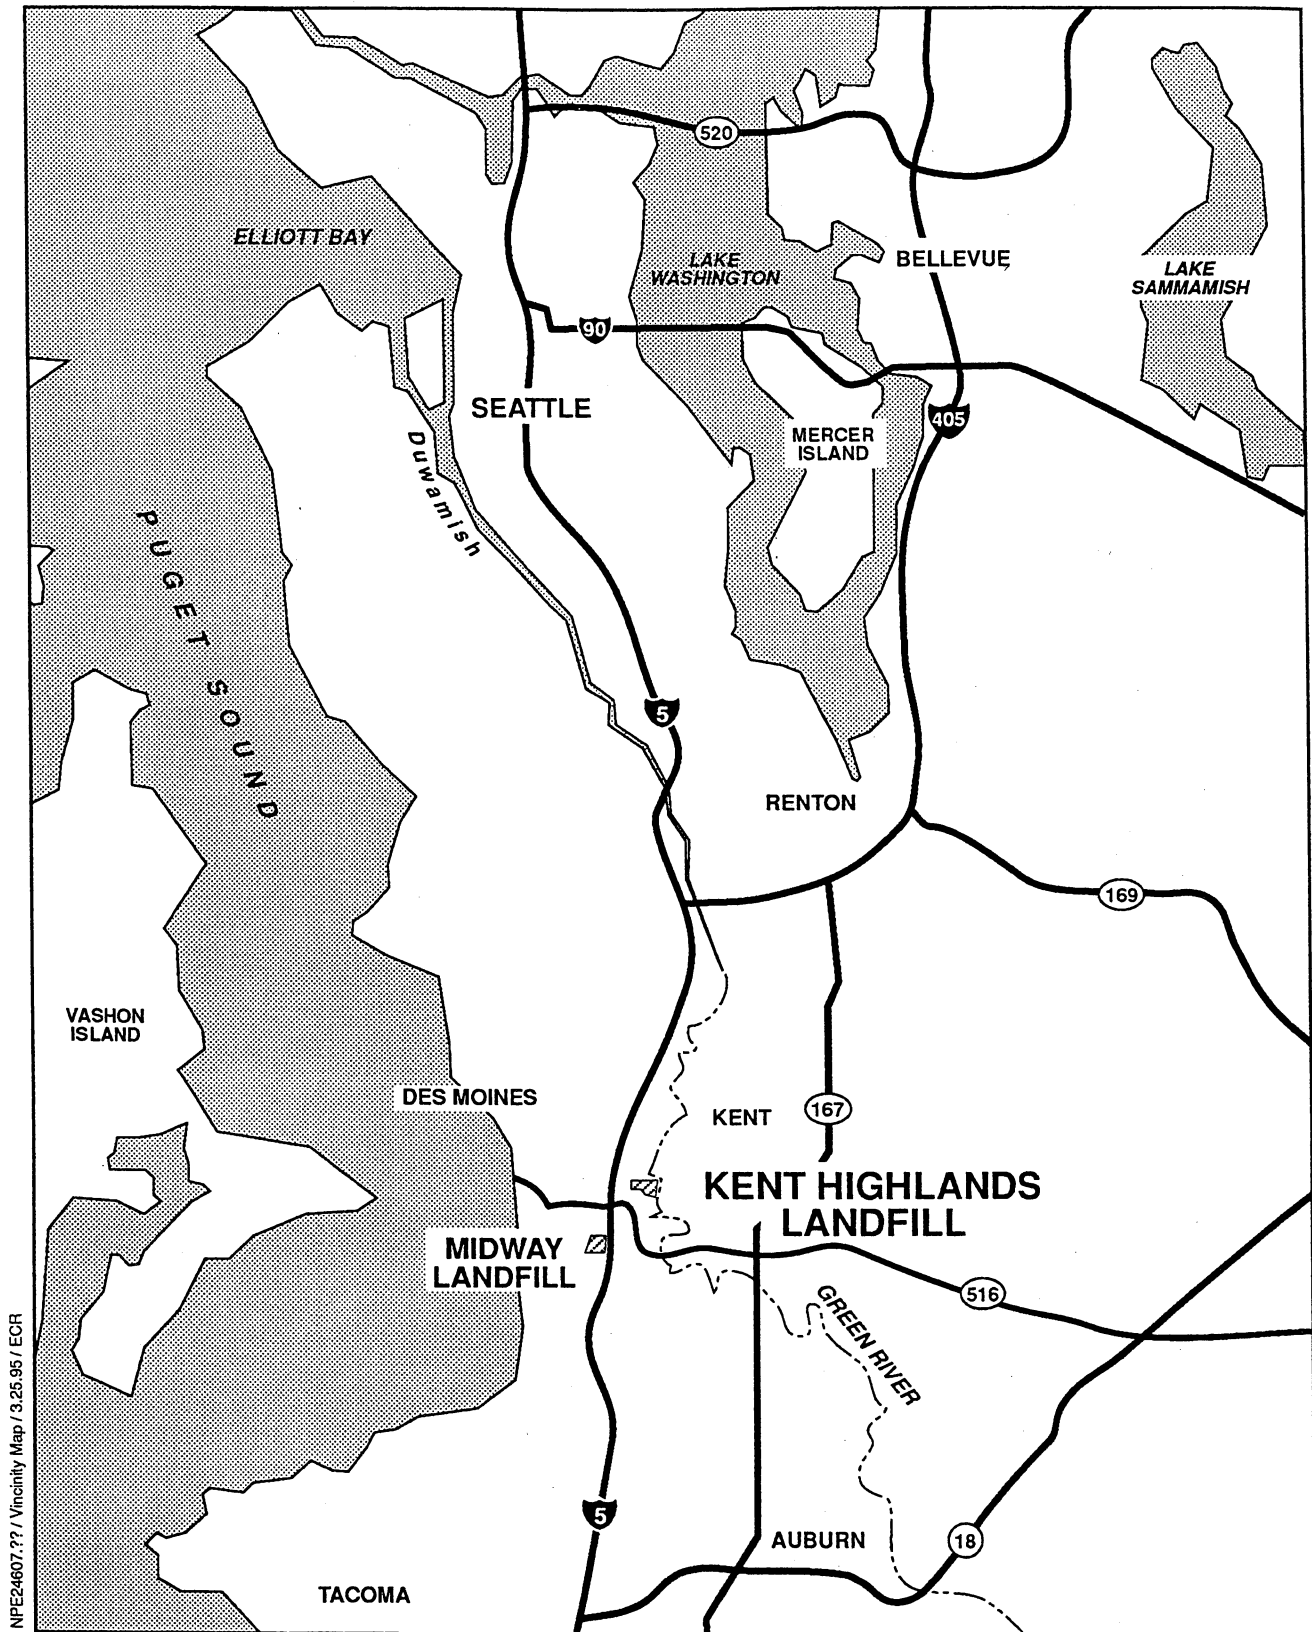 520
ELLIOTT BAY
LAKE
WASHINGTON
BELLEVUE
LAKE
SAMMAMISH
90
SEATTLE
405
MERCER
ISLAND
Duwamish
PUGET SOUND
5
RENTON
169
VASHON
ISLAND
DES MOINES
KENT
167
KENT HIGHLANDS
LANDFILL
MIDWAY
LANDFILL
516
GREEN RIVER
5
AUBURN
18
TACOMA
NPE24607.?? / Vincinity Map / 3.25.95 / ECR